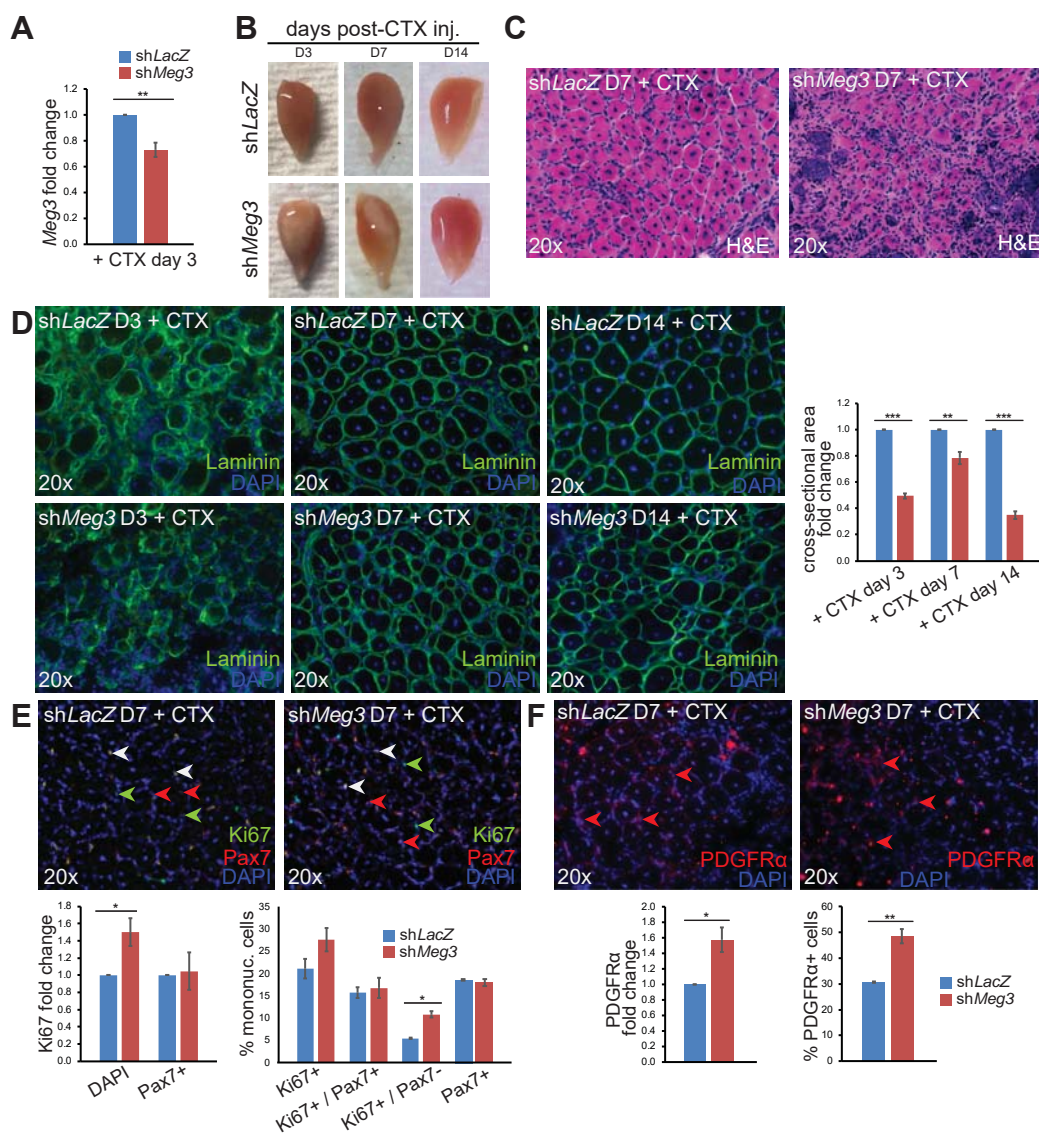 A
shLacZ
shMeg3
**
Meg3 fold change
1.2
1.0
0.8
0.6
0.4
0.2
0.0
+ CTX day 3
B
days post-CTX inj.
D3 D7 D14
shLacZ
shMeg3
C
shLacZ D7 + CTX
20x
H&E
shMeg3 D7 + CTX
20x
H&E
D
shLacZ D3 + CTX
Laminin
20x
DAPI
shLacZ D7 + CTX
Laminin
20x
DAPI
shLacZ D14 + CTX
Laminin
20x
DAPI
shMeg3 D3 + CTX
Laminin
20x
DAPI
shMeg3 D7 + CTX
Laminin
20x
DAPI
shMeg3 D14 + CTX
Laminin
20x
DAPI
cross-sectional area
fold change
1.2
1.0
0.8
0.6
0.4
0.2
0.0
*** ** ***
+ CTX day 3
+ CTX day 7
+ CTX day 14
E
shLacZ D7 + CTX
Ki67
Pax7
20x
DAPI
shMeg3 D7 + CTX
Ki67
Pax7
20x
DAPI
Ki67 fold change
1.8
1.6
1.4
1.2
1.0
0.8
0.6
0.4
0.2
0.0
*
DAPI
Pax7+
% mononuc. cells
35
30
25
20
15
10
5
0
shLacZ
shMeg3
*
Ki67+
Ki67+ / Pax7+
Ki67+ / Pax7-
Pax7+
F
shLacZ D7 + CTX
PDGFRα
20x
DAPI
shMeg3 D7 + CTX
PDGFRα
20x
DAPI
PDGFRα
fold change
2.0
1.8
1.6
1.4
1.2
1.0
0.8
0.6
0.4
0.2
0.0
*
% PDGFRα+ cells
60
50
40
30
20
10
0
**
shLacZ
shMeg3